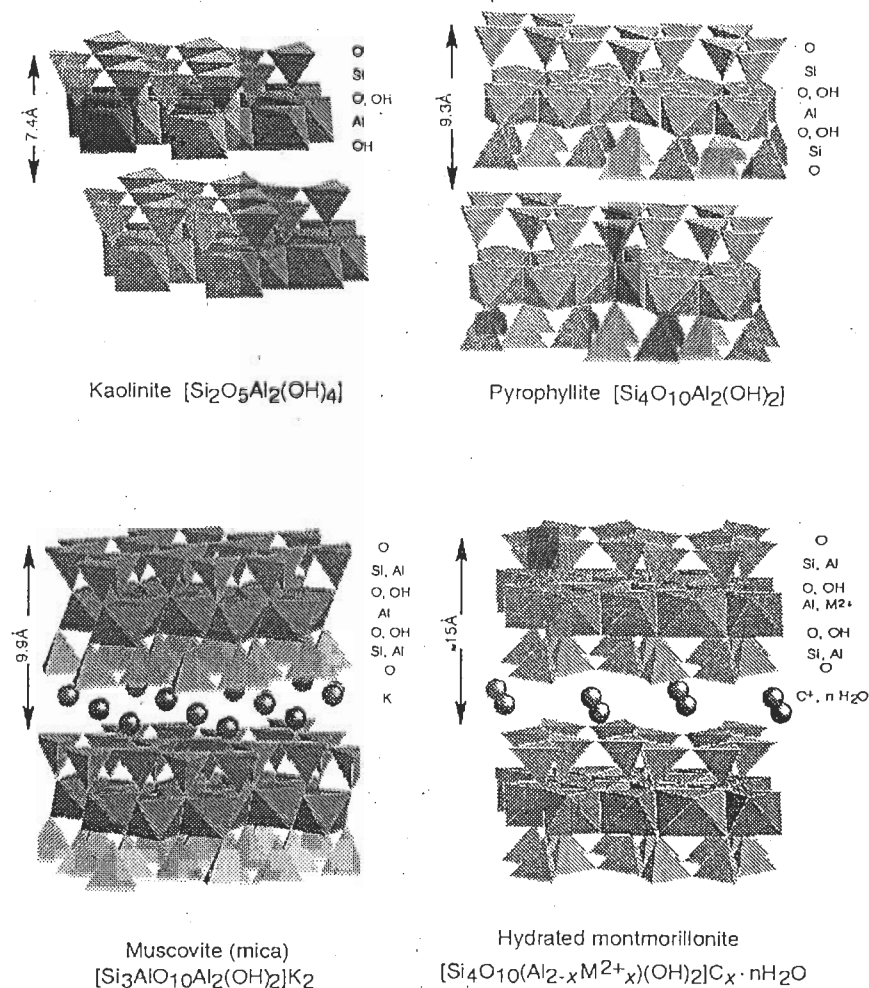 7.4Å
O
Si
O, OH
Al
OH
Kaolinite [Si2O5Al2(OH)4]
9.3Å
O
Si
O, OH
Al
O, OH
Si
O
Pyrophyllite [Si4O10Al2(OH)2]
9.9Å
O
Si, Al
O, OH
Al
O, OH
Si, Al
O
K
Muscovite (mica)
[Si3AlO10Al2(OH)2]K2
≈15Å
O
Si, Al
O, OH
Al, M2+
O, OH
Si, Al
O
C+, n H2O
Hydrated montmorillonite
[Si4O10(Al2-xM2+x)(OH)2]Cx · nH2O